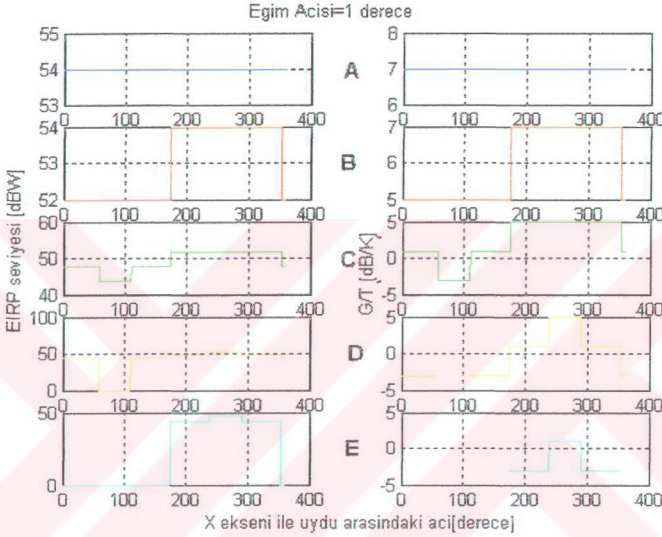 Egim Acisi=1 derece
55 54 53 0 100 200 300 400
A
8 7 6 5 0 100 200 300 400
54 53 52 0 100 200 300 400
B
7 6 5 0 100 200 300 400
60 50 40 0 100 200 300 400
C
5 0 -5 0 100 200 300 400
100 50 0 0 100 200 300 400
D
5 0 -5 0 100 200 300 400
50 0 0 100 200 300 400
E
5 0 -5 0 100 200 300 400
EIRP seviyesi [dBW]
G/T [dB/K]
X ekseni ile uydu arasindaki aci[derece]